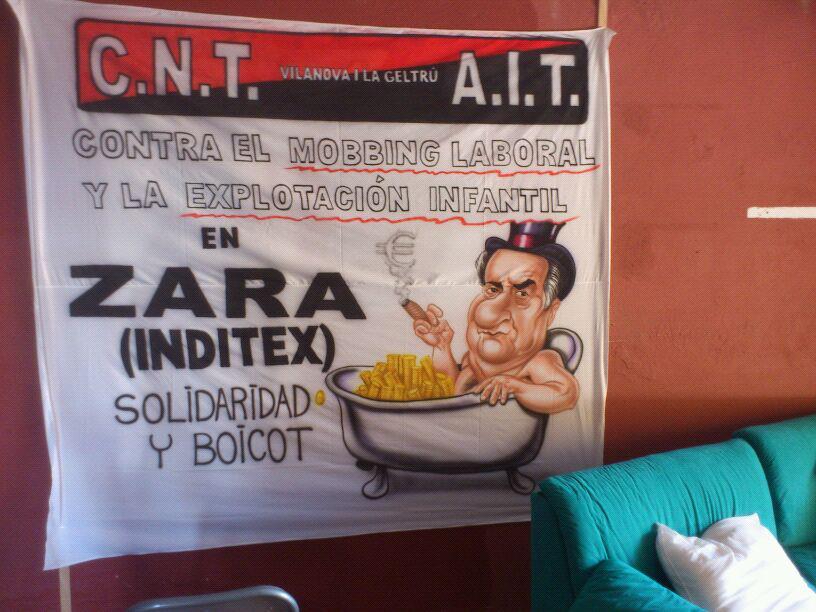 C.N.T. VILANOVA I LA GELTRÚ A.I.T.
CONTRA EL MOBBING LABORAL
Y LA EXPLOTACIÓN INFANTIL
EN
ZARA
(INDITEX)
SOLIDARIDAD
Y BOICOT